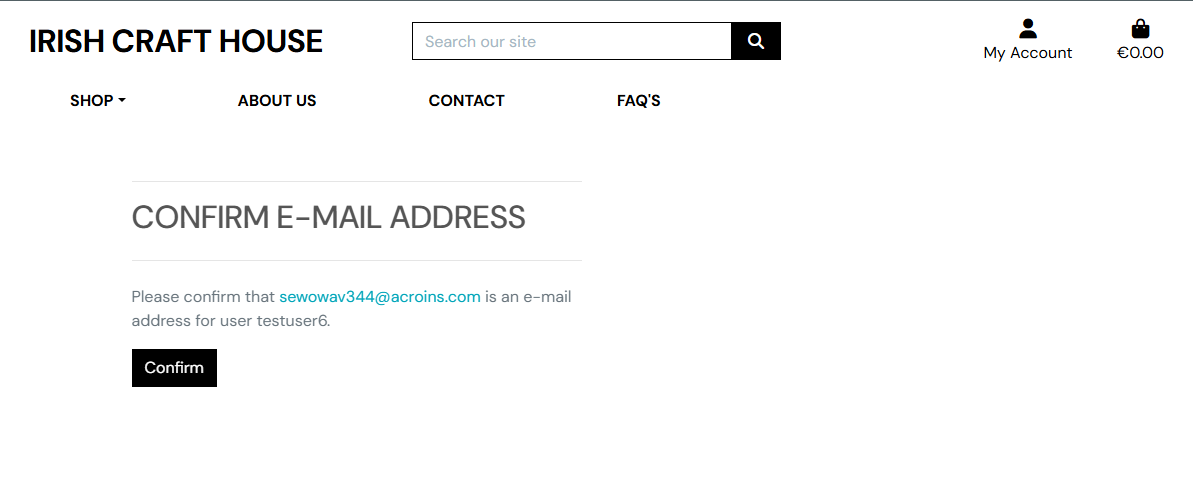 IRISH CRAFT HOUSE
Search our site
My Account
€0.00
SHOP
ABOUT US
CONTACT
FAQ'S
CONFIRM E-MAIL ADDRESS
Please confirm that sewowav344@acroins.com is an e-mail
address for user testuser6.
Confirm